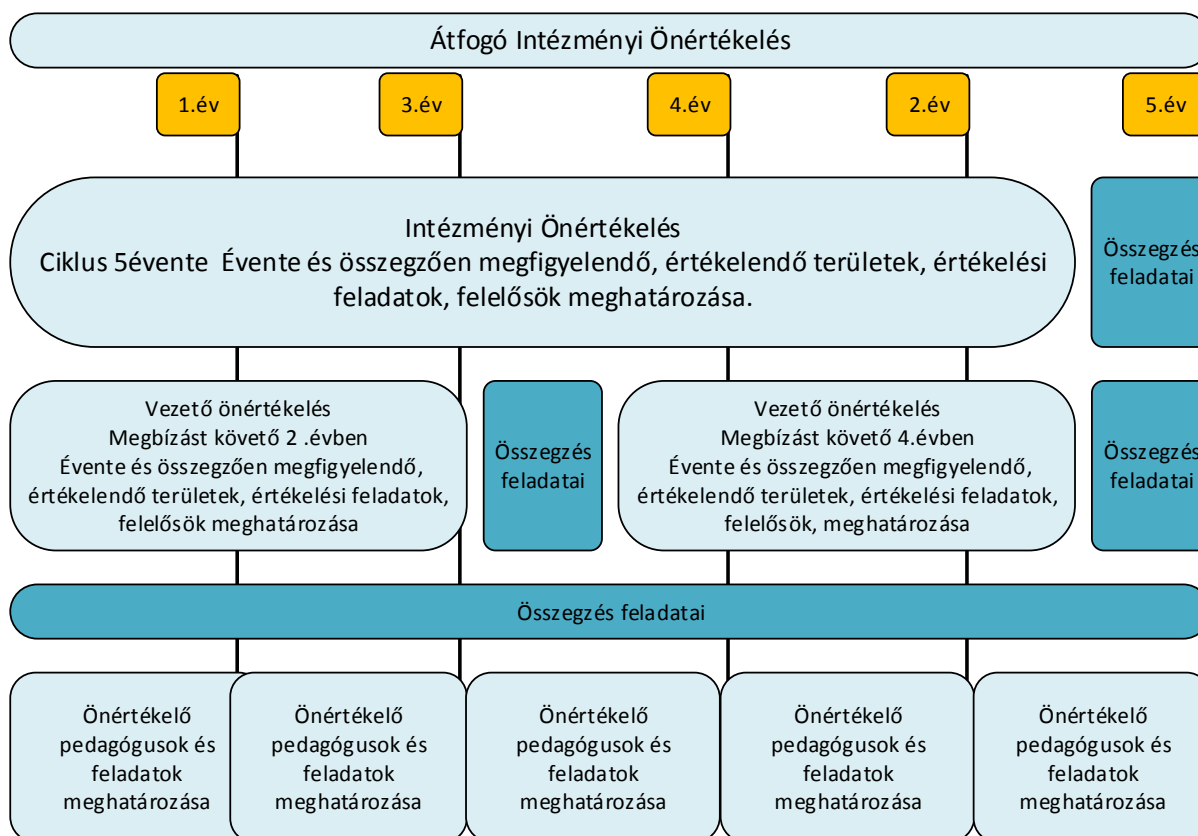 Átfogó Intézményi Önértékelés
1.év
3.év
4.év
2.év
5.év
Intézményi Önértékelés
Ciklus 5évente Évente és összegzően megfigyelendő, értékelendő területek, értékelési
feladatok, felelősök meghatározása.
Összegzés
feladatai
Vezető önértékelés
Megbízást követő 2 .évben
Évente és összegzően megfigyelendő,
értékelendő területek, értékelési feladatok,
felelősök meghatározása
Összegzés
feladatai
Vezető önértékelés
Megbízást követő 4.évben
Évente és összegzően megfigyelendő,
értékelendő területek, értékelési feladatok,
felelősök, meghatározása
Összegzés
feladatai
Összegzés feladatai
Önértékelő
pedagógusok és
feladatok
meghatározása
Önértékelő
pedagógusok és
feladatok
meghatározása
Önértékelő
pedagógusok és
feladatok
meghatározása
Önértékelő
pedagógusok és
feladatok
meghatározása
Önértékelő
pedagógusok és
feladatok
meghatározása